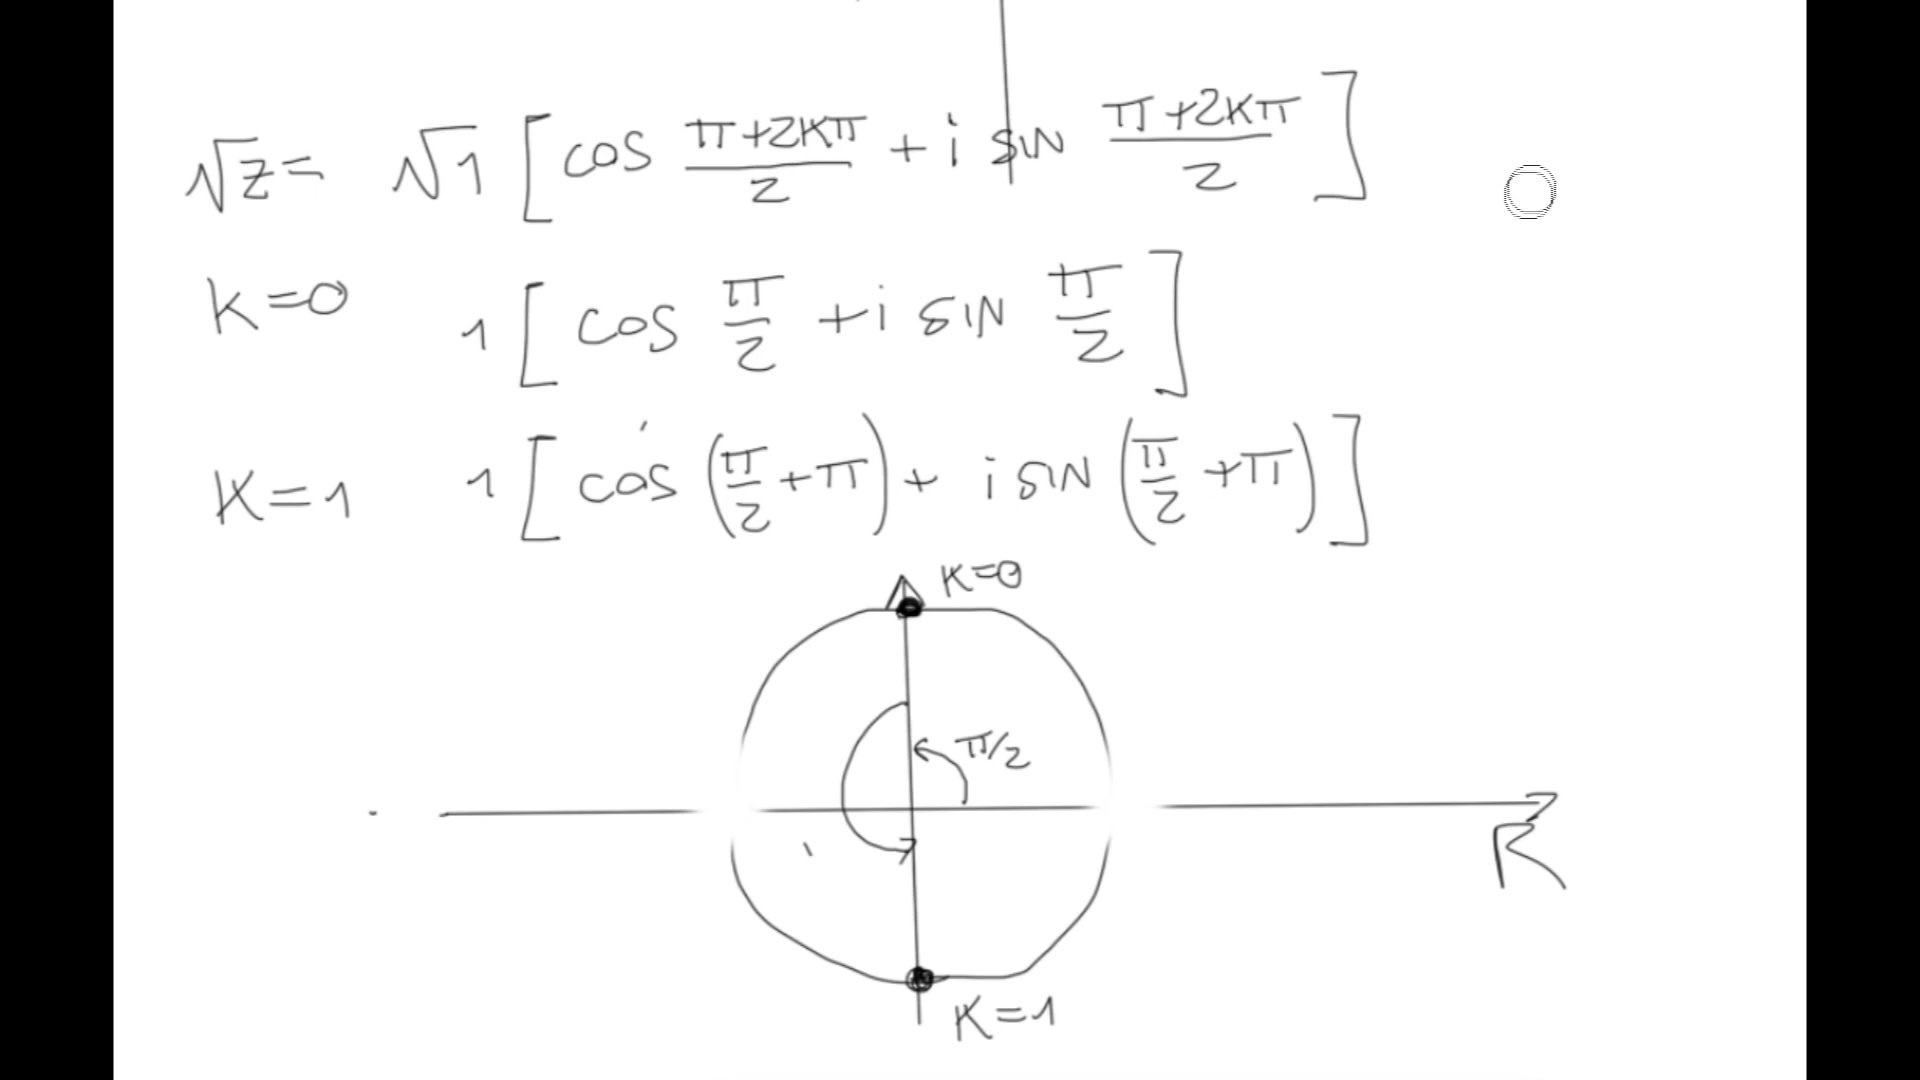 √z = √1 [cos (π+2kπ)/2 + i sin (π+2kπ)/2]
K=0 1 [cos π/2 + i sin π/2]
K=1 1 [cos (π/2 + π) + i sin (π/2 + π)]
K=0
π/2
R
K=1